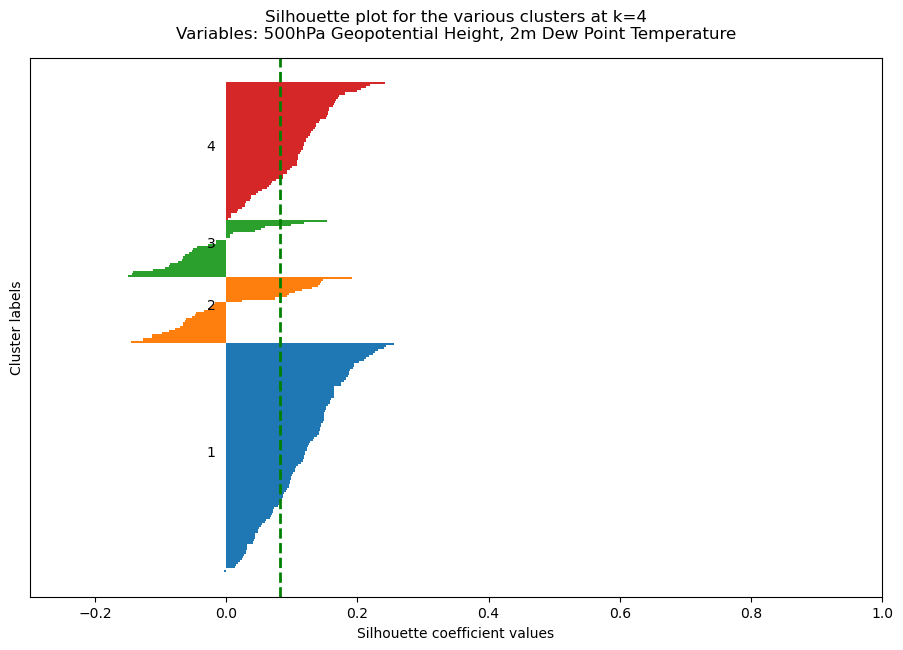 Silhouette plot for the various clusters at k=4
Variables: 500hPa Geopotential Height, 2m Dew Point Temperature
4
3
2
1
Cluster labels
−0.2 0.0 0.2 0.4 0.6 0.8 1.0
Silhouette coefficient values